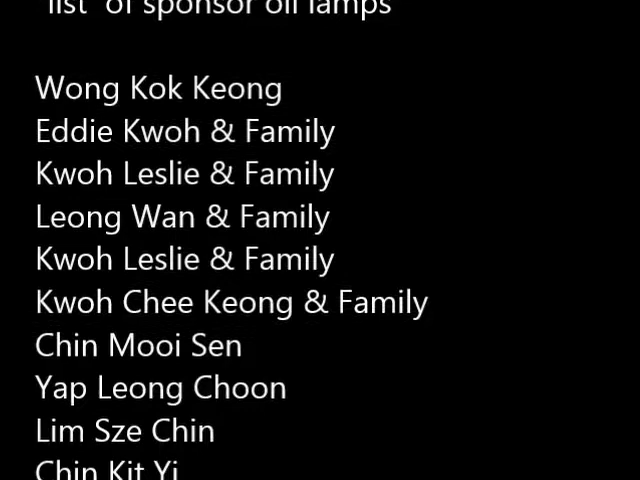 "list" of sponsor oil lamps
Wong Kok Keong
Eddie Kwoh & Family
Kwoh Leslie & Family
Leong Wan & Family
Kwoh Leslie & Family
Kwoh Chee Keong & Family
Chin Mooi Sen
Yap Leong Choon
Lim Sze Chin
Chin Kit Yi